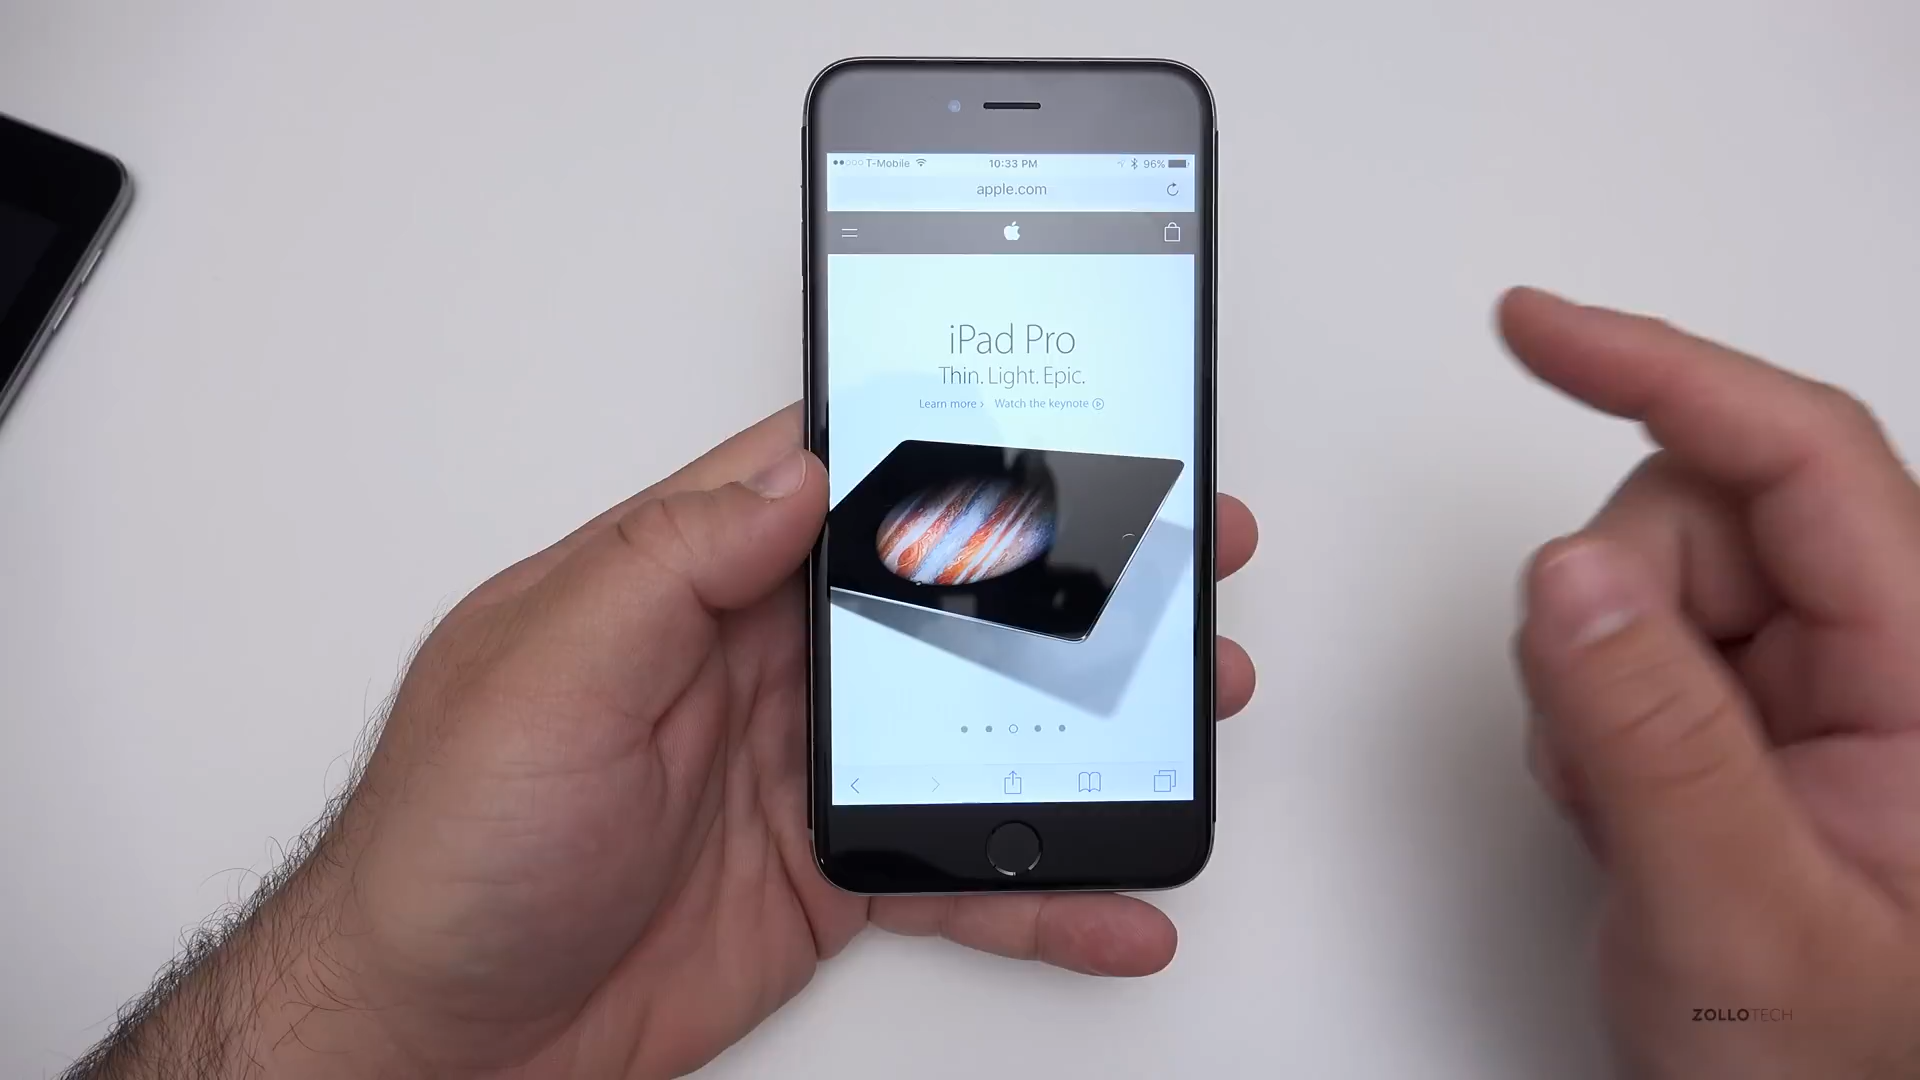 T-Mobile 10:33 PM 96%
apple.com
iPad Pro
Thin. Light. Epic.
Learn more › Watch the keynote
ZOLLOTECH